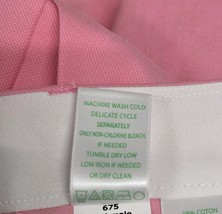 MACHINE WASH COLD
DELICATE CYCLE
SEPARATELY
ONLY NON-CHLORINE BLEACH
IF NEEDED
TUMBLE DRY LOW
LOW IRON IF NEEDED
OR DRY CLEAN
675
COTTON